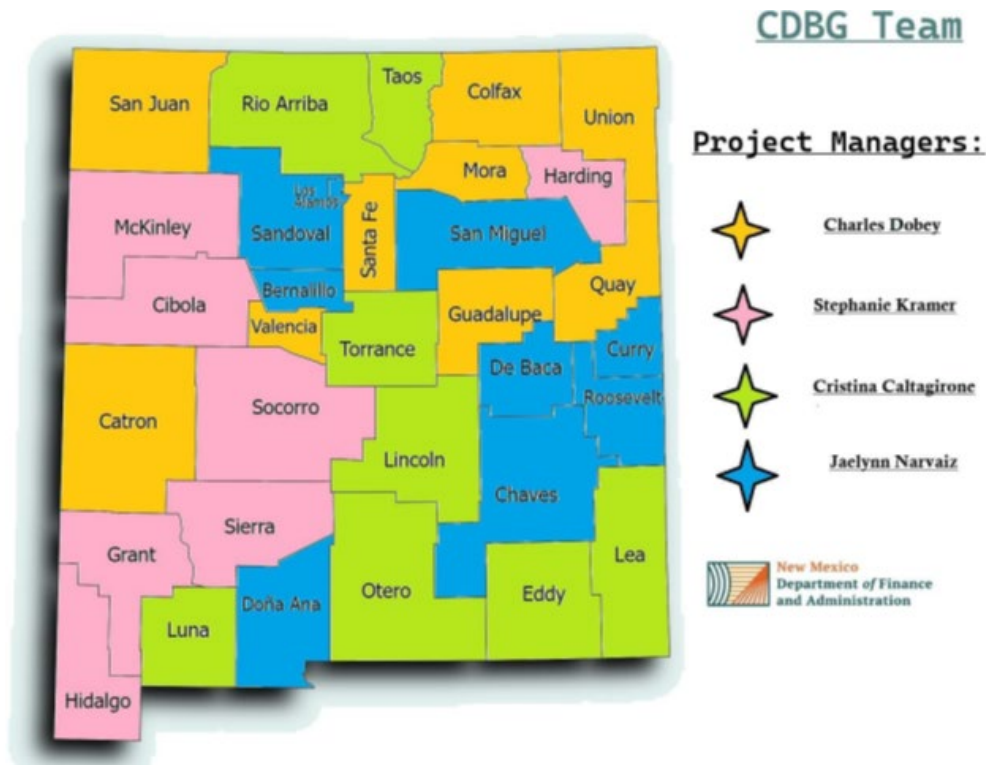 CDBG Team
San Juan
Rio Arriba
Taos
Colfax
Union
Project Managers:
Mora
Harding
Los
Alamos
McKinley
Sandoval
Santa Fe
San Miguel
Charles Dobey
Bernalillo
Quay
Cibola
Guadalupe
Stephanie Kramer
Valencia
Torrance
Curry
De Baca
Roosevelt
Cristina Caltagirone
Catron
Socorro
Lincoln
Jaelynn Narvaiz
Chaves
Sierra
Grant
Lea
Otero
Eddy
Doña Ana
Luna
Hidalgo
New Mexico
Department of Finance
and Administration